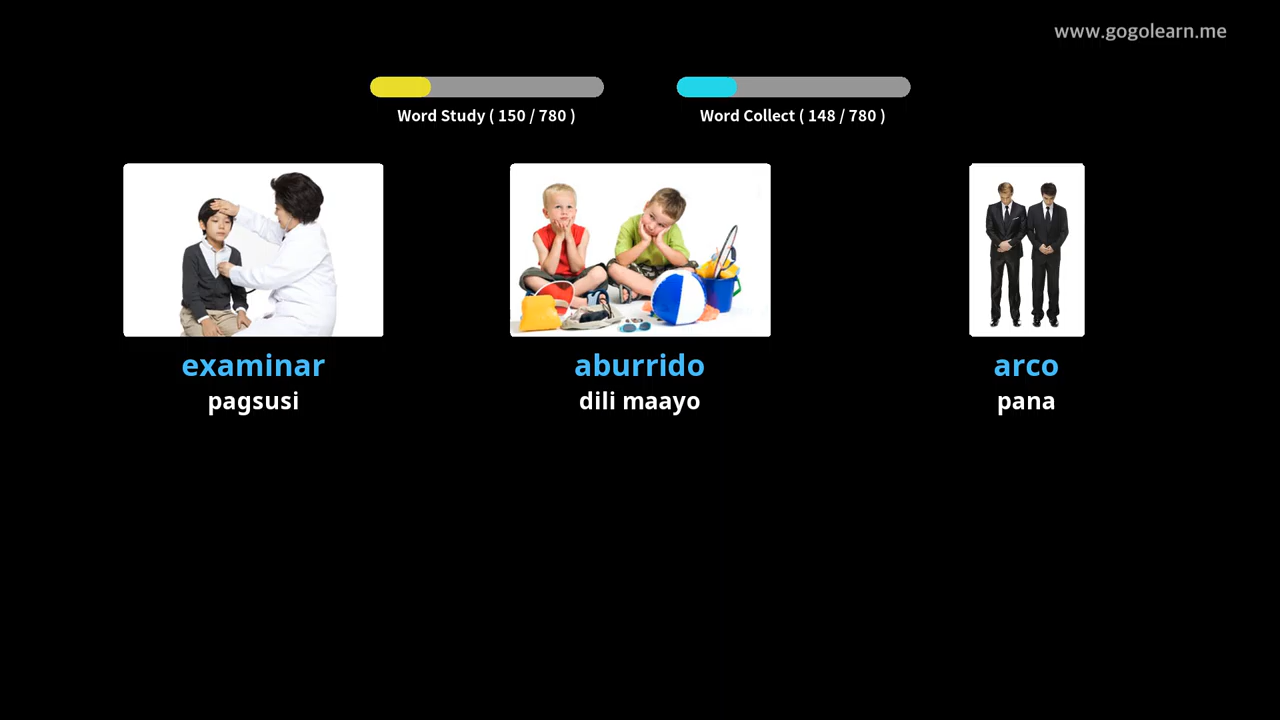 www.gogolearn.me
Word Study ( 150 / 780 )
Word Collect ( 148 / 780 )
examinar
pagsusi
aburrido
dili maayo
arco
pana